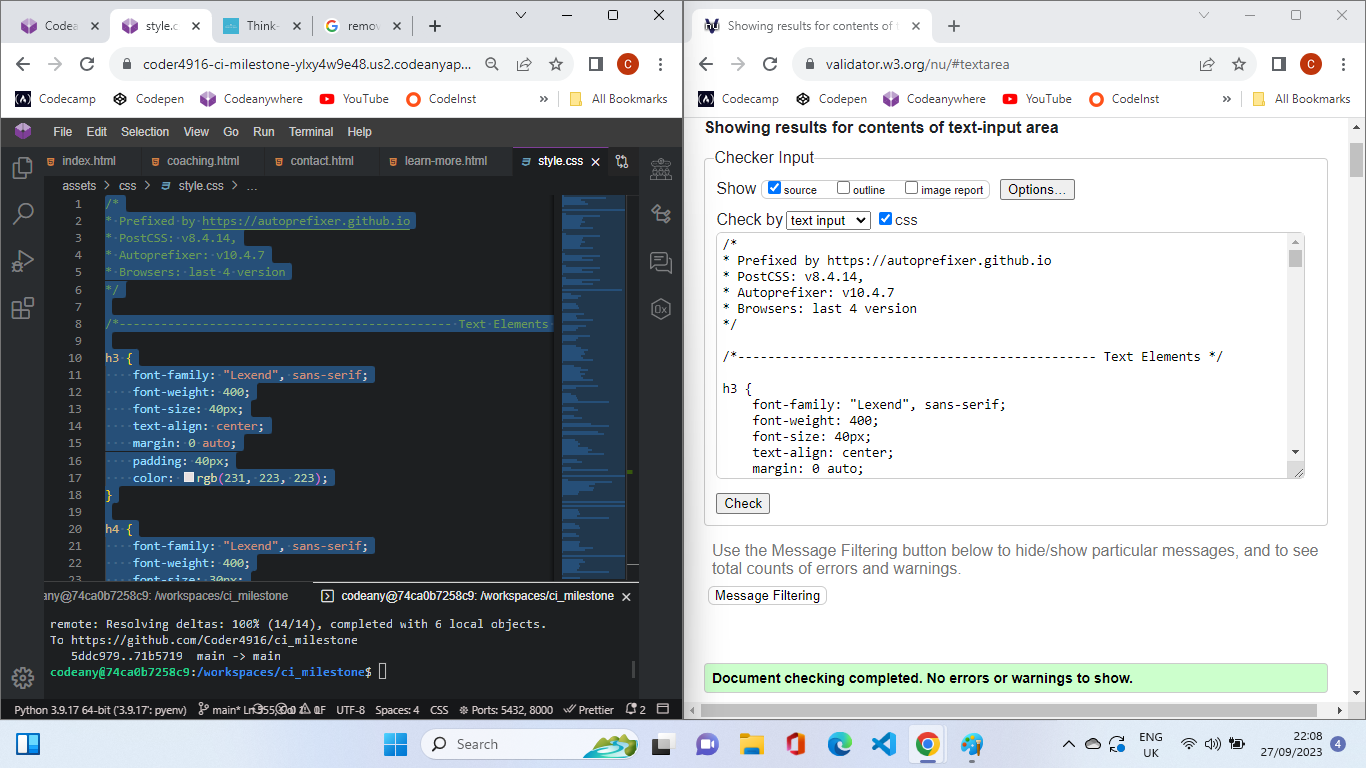 Codea
style.c
Think-
remov
coder4916-ci-milestone-ylxy4w9e48.us2.codeanyap...
C
Codecamp
Codepen
Codeanywhere
YouTube
CodeInst
»
All Bookmarks
File Edit Selection View Go Run Terminal Help
index.html
coaching.html
contact.html
learn-more.html
style.css
assets > css > style.css > ...
1 /*
2 * Prefixed by https://autoprefixer.github.io
3 * PostCSS: v8.4.14,
4 * Autoprefixer: v10.4.7
5 * Browsers: last 4 version
6 */
7
8 /*------------------------------------------------ Text Elements
9
10 h3 {
11 font-family: "Lexend", sans-serif;
12 font-weight: 400;
13 font-size: 40px;
14 text-align: center;
15 margin: 0 auto;
16 padding: 40px;
17 color: rgb(231, 223, 223);
18 }
19
20 h4 {
21 font-family: "Lexend", sans-serif;
22 font-weight: 400;
23 font-size: 30px;
any@74ca0b7258c9: /workspaces/ci_milestone
codeany@74ca0b7258c9: /workspaces/ci_milestone
remote: Resolving deltas: 100% (14/14), completed with 6 local objects.
To https://github.com/Coder4916/ci_milestone
5ddc979..71b5719 main -> main
codeany@74ca0b7258c9:/workspaces/ci_milestone$
Python 3.9.17 64-bit ('3.9.17': pyenv)
main*
UTF-8
Spaces: 4
CSS
Ports: 5432, 8000
Prettier
2
Showing results for contents of t
validator.w3.org/nu/#textarea
C
Codecamp
Codepen
Codeanywhere
YouTube
CodeInst
»
All Bookmarks
Showing results for contents of text-input area
Checker Input
Show source outline image report Options...
Check by text input css
/*
* Prefixed by https://autoprefixer.github.io
* PostCSS: v8.4.14,
* Autoprefixer: v10.4.7
* Browsers: last 4 version
*/
/*------------------------------------------------ Text Elements */
h3 {
font-family: "Lexend", sans-serif;
font-weight: 400;
font-size: 40px;
text-align: center;
margin: 0 auto;
Check
Use the Message Filtering button below to hide/show particular messages, and to see
total counts of errors and warnings.
Message Filtering
Document checking completed. No errors or warnings to show.
Search
ENG
UK
22:08
27/09/2023
4